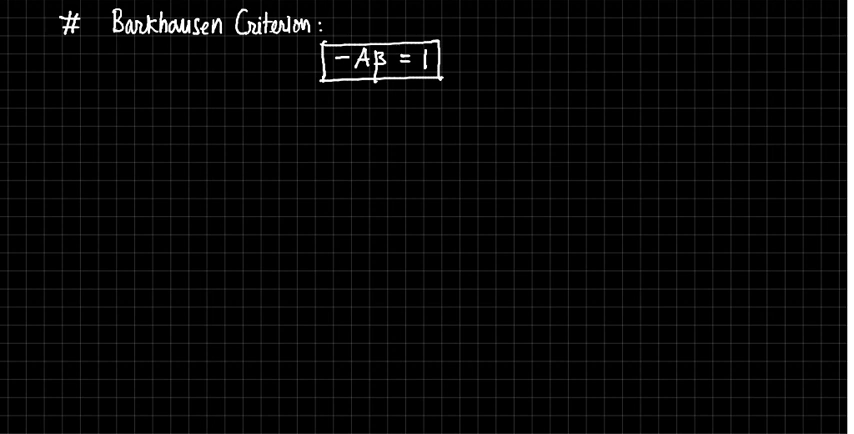 # Barkhausen Criterion :
-Aβ = 1